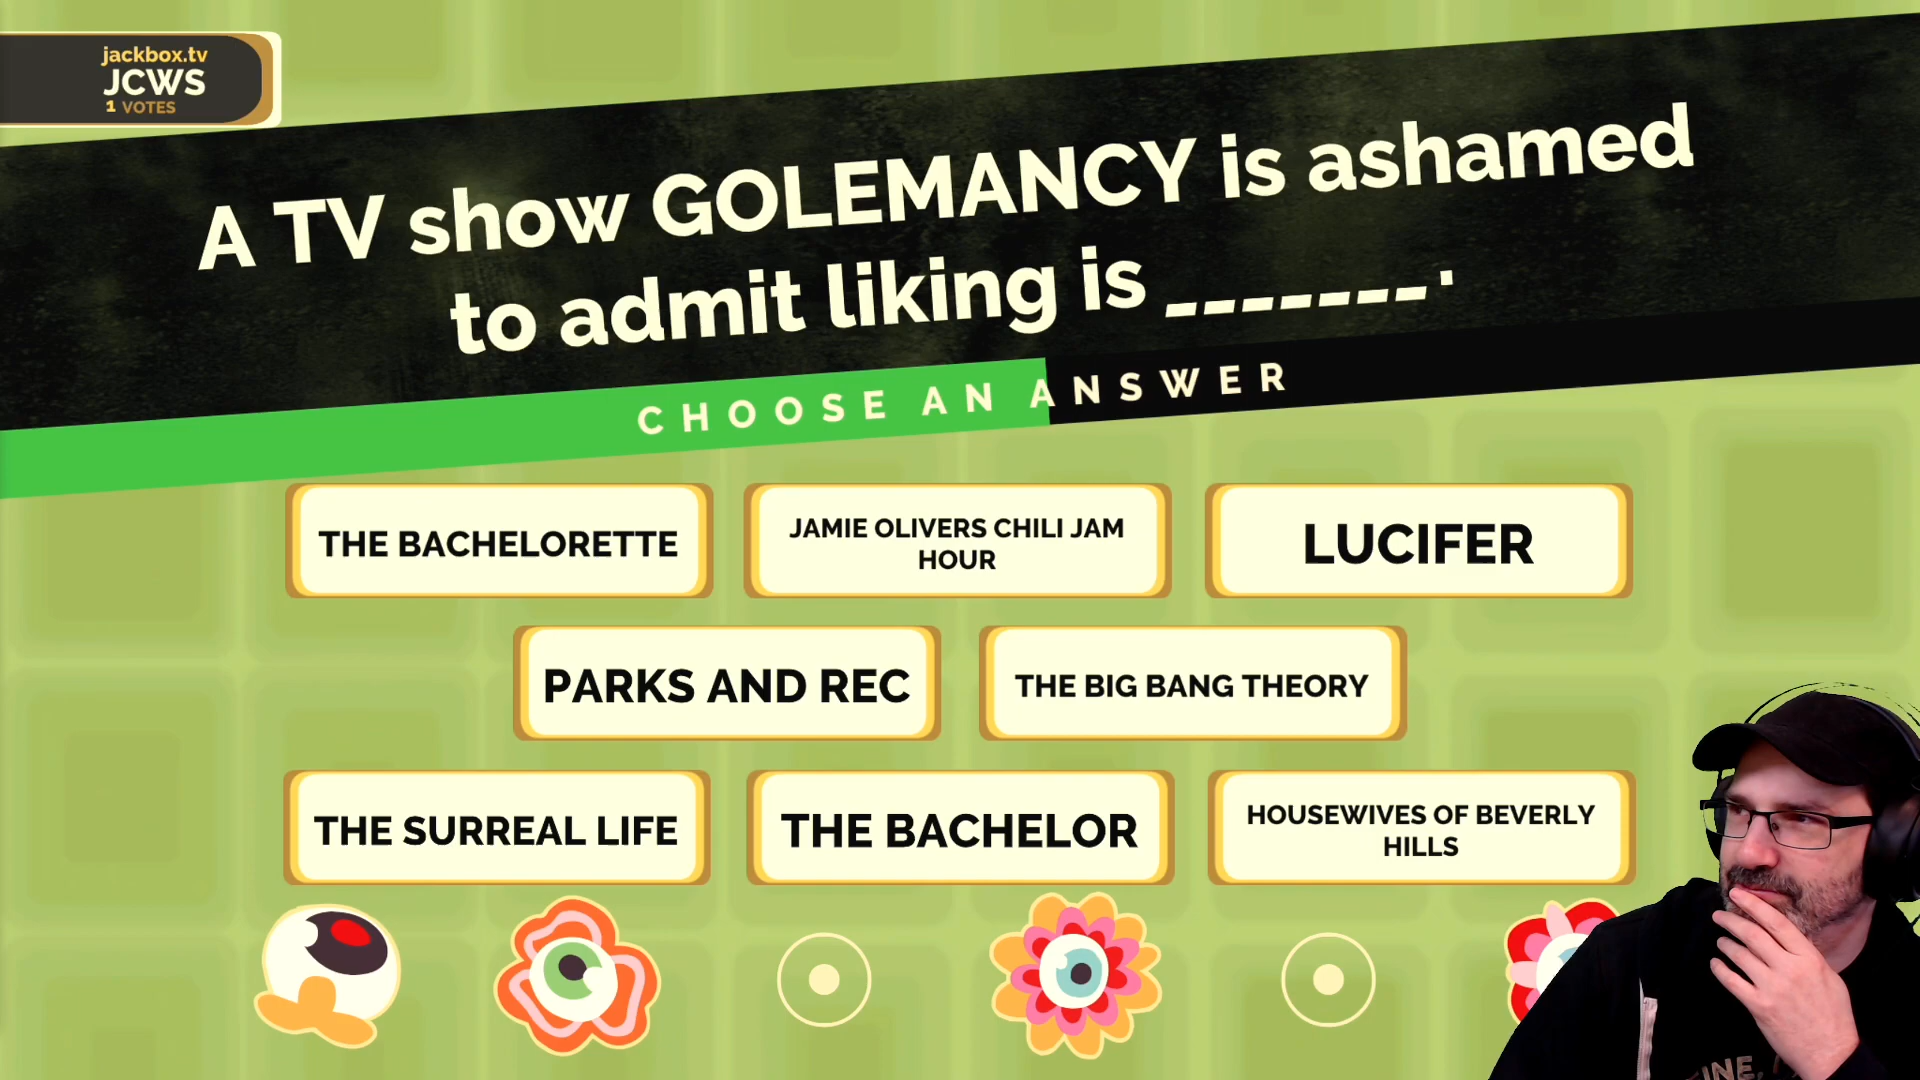 jackbox.tv
JCWS
1 VOTES
A TV show GOLEMANCY is ashamed
to admit liking is _______.
CHOOSE AN ANSWER
THE BACHELORETTE
JAMIE OLIVERS CHILI JAM
HOUR
LUCIFER
PARKS AND REC
THE BIG BANG THEORY
THE SURREAL LIFE
THE BACHELOR
HOUSEWIVES OF BEVERLY
HILLS